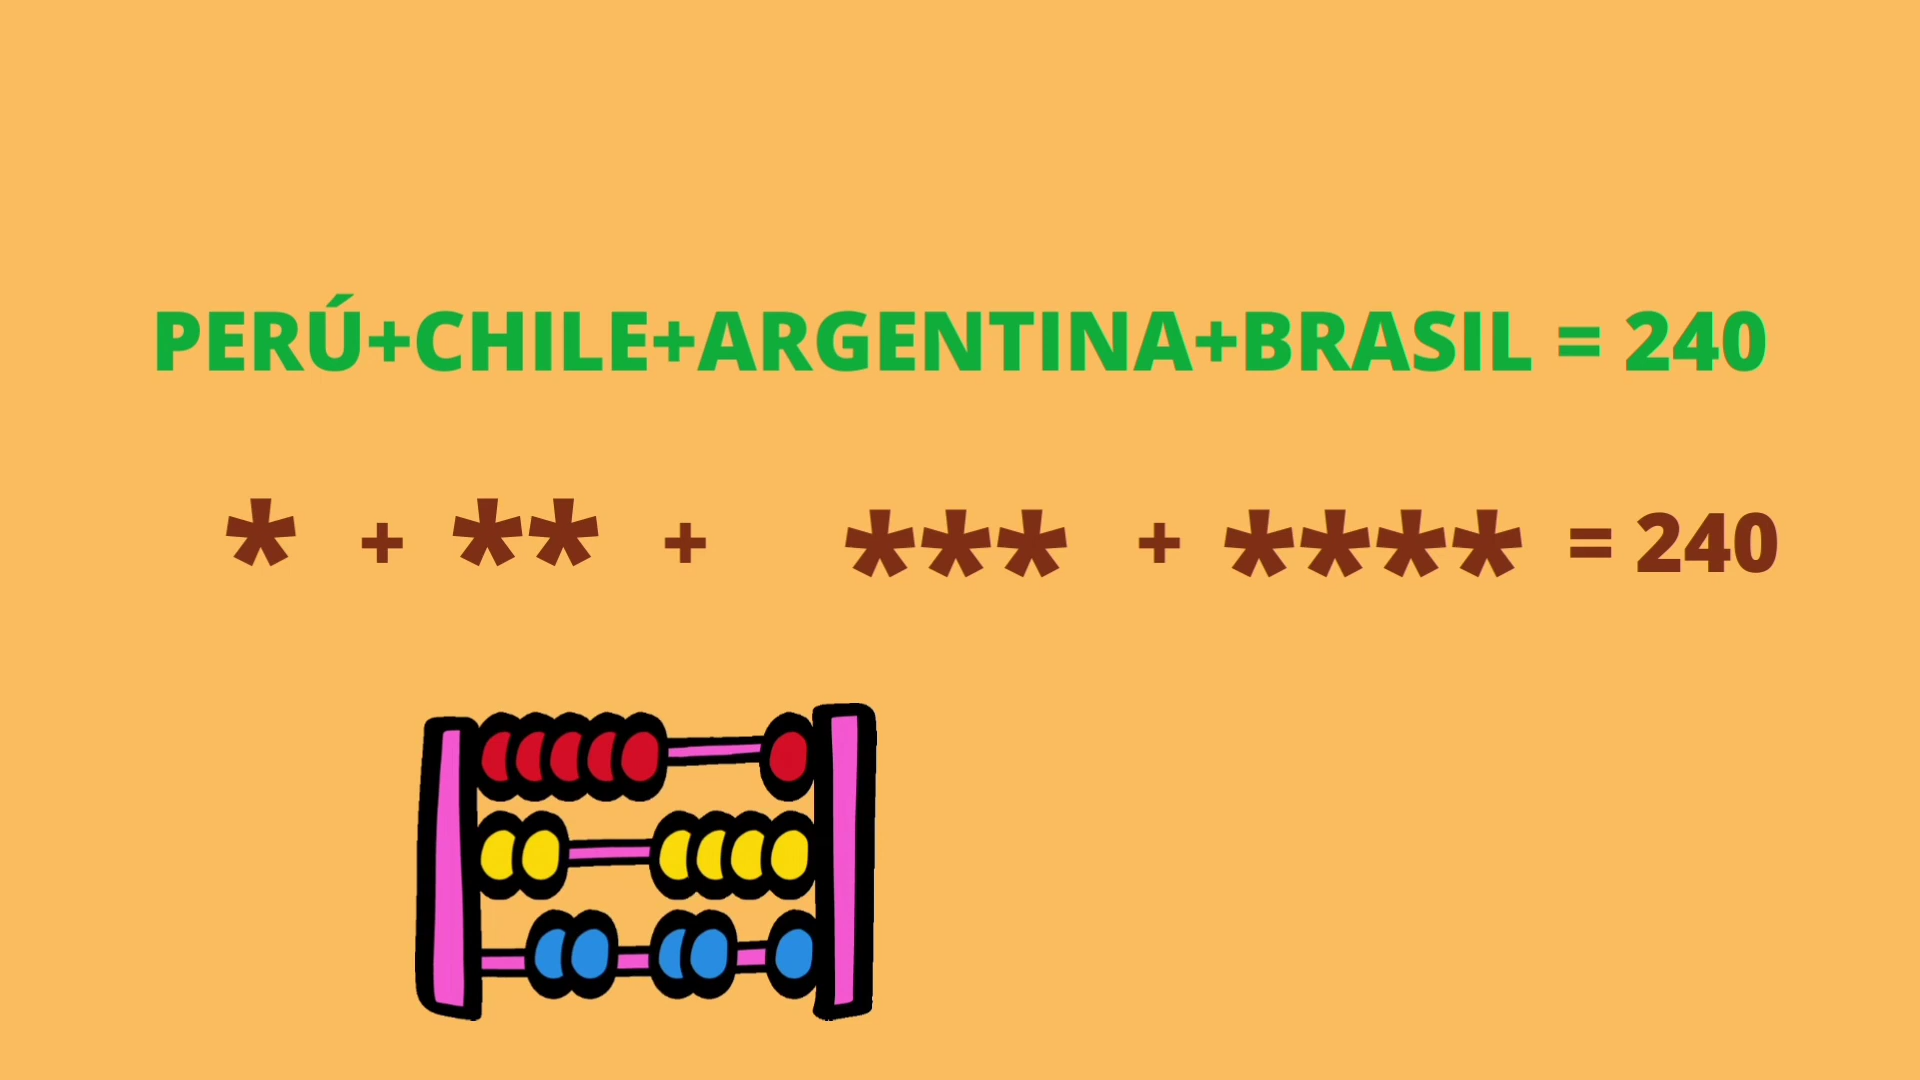 PERÚ+CHILE+ARGENTINA+BRASIL = 240
* + ** + *** + **** = 240